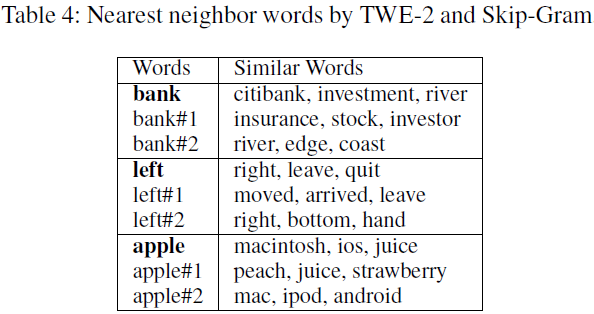 Table 4: Nearest neighbor words by TWE-2 and Skip-Gram
Words Similar Words
bank citibank, investment, river
bank#1 insurance, stock, investor
bank#2 river, edge, coast
left right, leave, quit
left#1 moved, arrived, leave
left#2 right, bottom, hand
apple macintosh, ios, juice
apple#1 peach, juice, strawberry
apple#2 mac, ipod, android